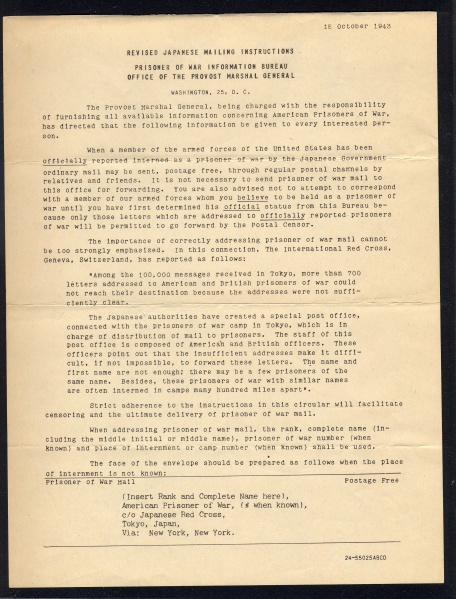 15 October 1943
REVISED JAPANESE MAILING INSTRUCTIONS
PRISONER OF WAR INFORMATION BUREAU
OFFICE OF THE PROVOST MARSHAL GENERAL
WASHINGTON, 25, D. C.
The Provost Marshal General, being charged with the responsibility
of furnishing all available information concerning American Prisoners of War,
has directed that the following information be given to every interested per-
son.
When a member of the armed forces of the United States has been
officially reported interned as a prisoner of war by the Japanese Government
ordinary mail may be sent, postage free, through regular postal channels by
relatives and friends. It is not necessary to send prisoner of war mail to
this office for forwarding. You are also advised not to attempt to correspond
with a member of our armed forces whom you believe to be held as a prisoner of
war until you have first determined his official status from this Bureau be-
cause only those letters which are addressed to officially reported prisoners
of war will be permitted to go forward by the Postal Censor.
The importance of correctly addressing prisoner of war mail cannot
be too strongly emphasized. In this connection, The International Red Cross,
Geneva, Switzerland, has reported as follows:
"Among the 100,000 messages received in Tokyo, more than 700
letters addressed to American and British prisoners of war could
not reach their destination because the addresses were not suffi-
ciently clear.
The Japanese authorities have created a special post office,
connected with the prisoners of war camp in Tokyo, which is in
charge of distribution of mail to prisoners. The staff of this
post office is composed of American and British officers. These
officers point out that the insufficient addresses make it diffi-
cult, if not impossible, to forward these letters. The name and
first name are not enough; there may be a few prisoners of the
same name. Besides, these prisoners of war with similar names
are often interned in camps many hundred miles apart".
Strict adherence to the instructions in this circular will facilitate
censoring and the ultimate delivery of prisoner of war mail.
When addressing prisoner of war mail, the rank, complete name (in-
cluding the middle initial or middle name), prisoner of war number (when
known) and place of internment or camp number (when known) shall be used.
The face of the envelope should be prepared as follows when the place
of internment is not known:
Prisoner of War Mail Postage Free
(Insert Rank and Complete Name here),
American Prisoner of War, (# when known),
c/o Japanese Red Cross,
Tokyo, Japan,
Via: New York, New York.
24-55025ABCD